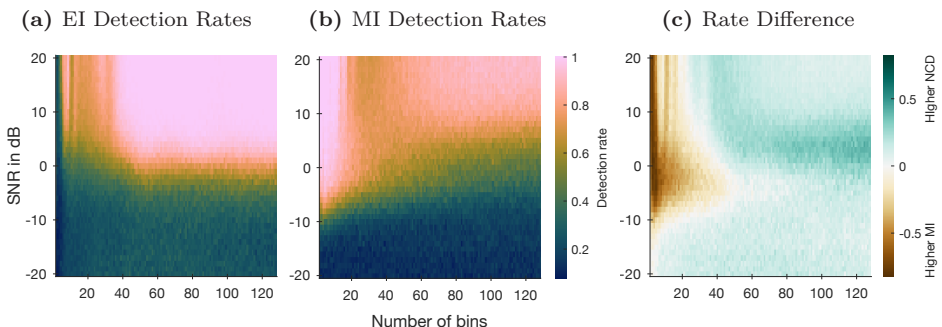 (a) EI Detection Rates
(b) MI Detection Rates
(c) Rate Difference
SNR in dB
20
10
0
-10
-20
20 40 60 80 100 120
20
10
0
-10
-20
20 40 60 80 100 120
Number of bins
1
0.8
0.6
0.4
0.2
Detection rate
20
10
0
-10
-20
20 40 60 80 100 120
0.5
0
-0.5
Higher NCD
Higher MI